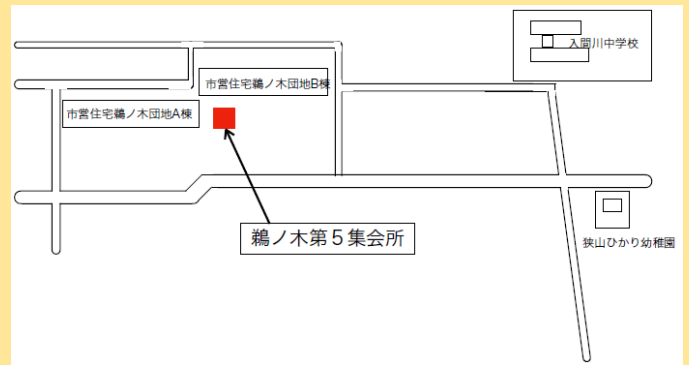 入間川中学校
市営住宅鵜ノ木団地B棟
市営住宅鵜ノ木団地A棟
鵜ノ木第５集会所
狭山ひかり幼稚園